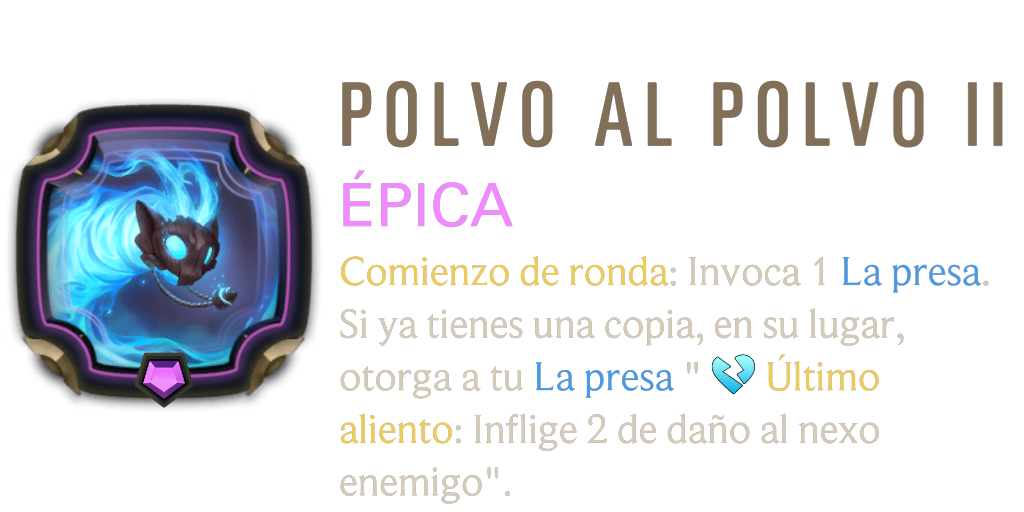 POLVO AL POLVO II
ÉPICA
Comienzo de ronda: Invoca 1 La presa.
Si ya tienes una copia, en su lugar,
otorga a tu La presa " 💔 Último
aliento: Inflige 2 de daño al nexo
enemigo".